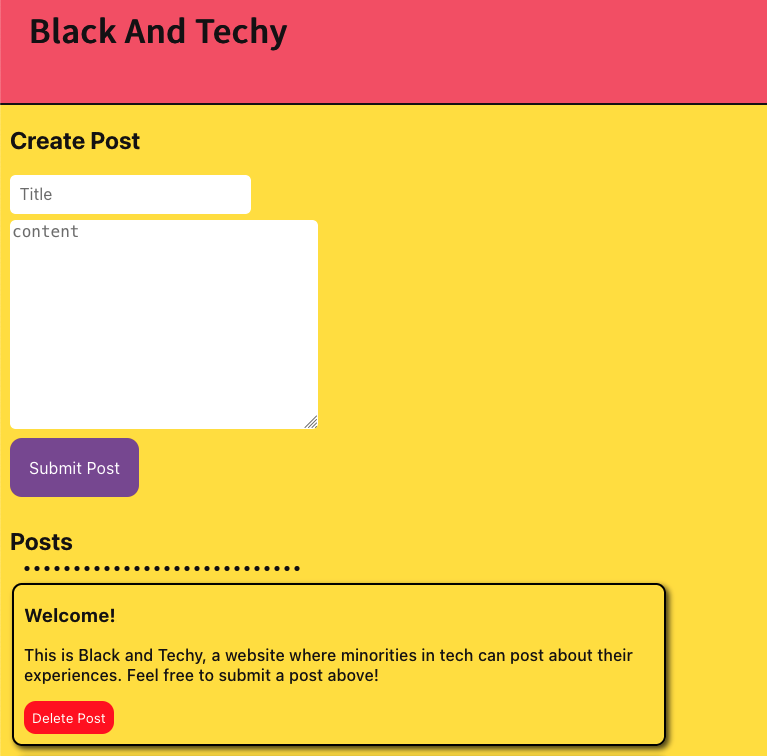 Black And Techy
Create Post
Title
content
Submit Post
Posts
Welcome!
This is Black and Techy, a website where minorities in tech can post about their
experiences. Feel free to submit a post above!
Delete Post